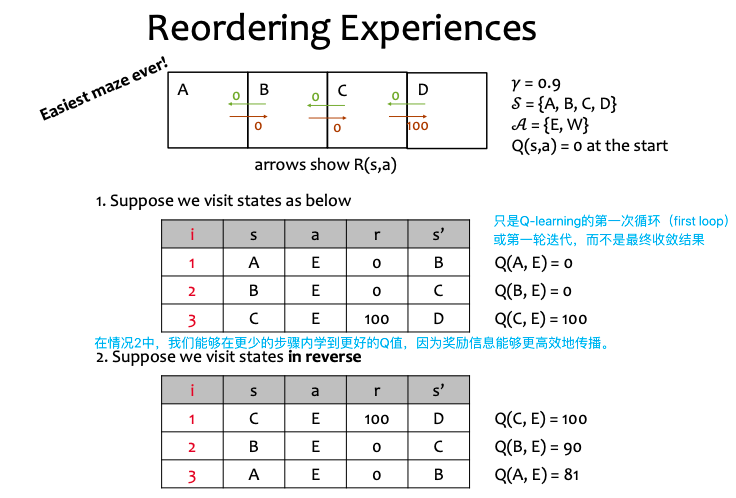 Reordering Experiences
Easiest maze ever!
A B C D
0 0 0
0 0 100
γ = 0.9
𝒮 = {A, B, C, D}
𝒜 = {E, W}
Q(s,a) = 0 at the start
arrows show R(s,a)
1. Suppose we visit states as below
只是Q-learning的第一次循环（first loop）
或第一轮迭代，而不是最终收敛结果
i s a r s’
1 A E 0 B Q(A, E) = 0
2 B E 0 C Q(B, E) = 0
3 C E 100 D Q(C, E) = 100
在情况2中，我们能够在更少的步骤内学到更好的Q值，因为奖励信息能够更高效地传播。
2. Suppose we visit states in reverse
i s a r s’
1 C E 100 D Q(C, E) = 100
2 B E 0 C Q(B, E) = 90
3 A E 0 B Q(A, E) = 81